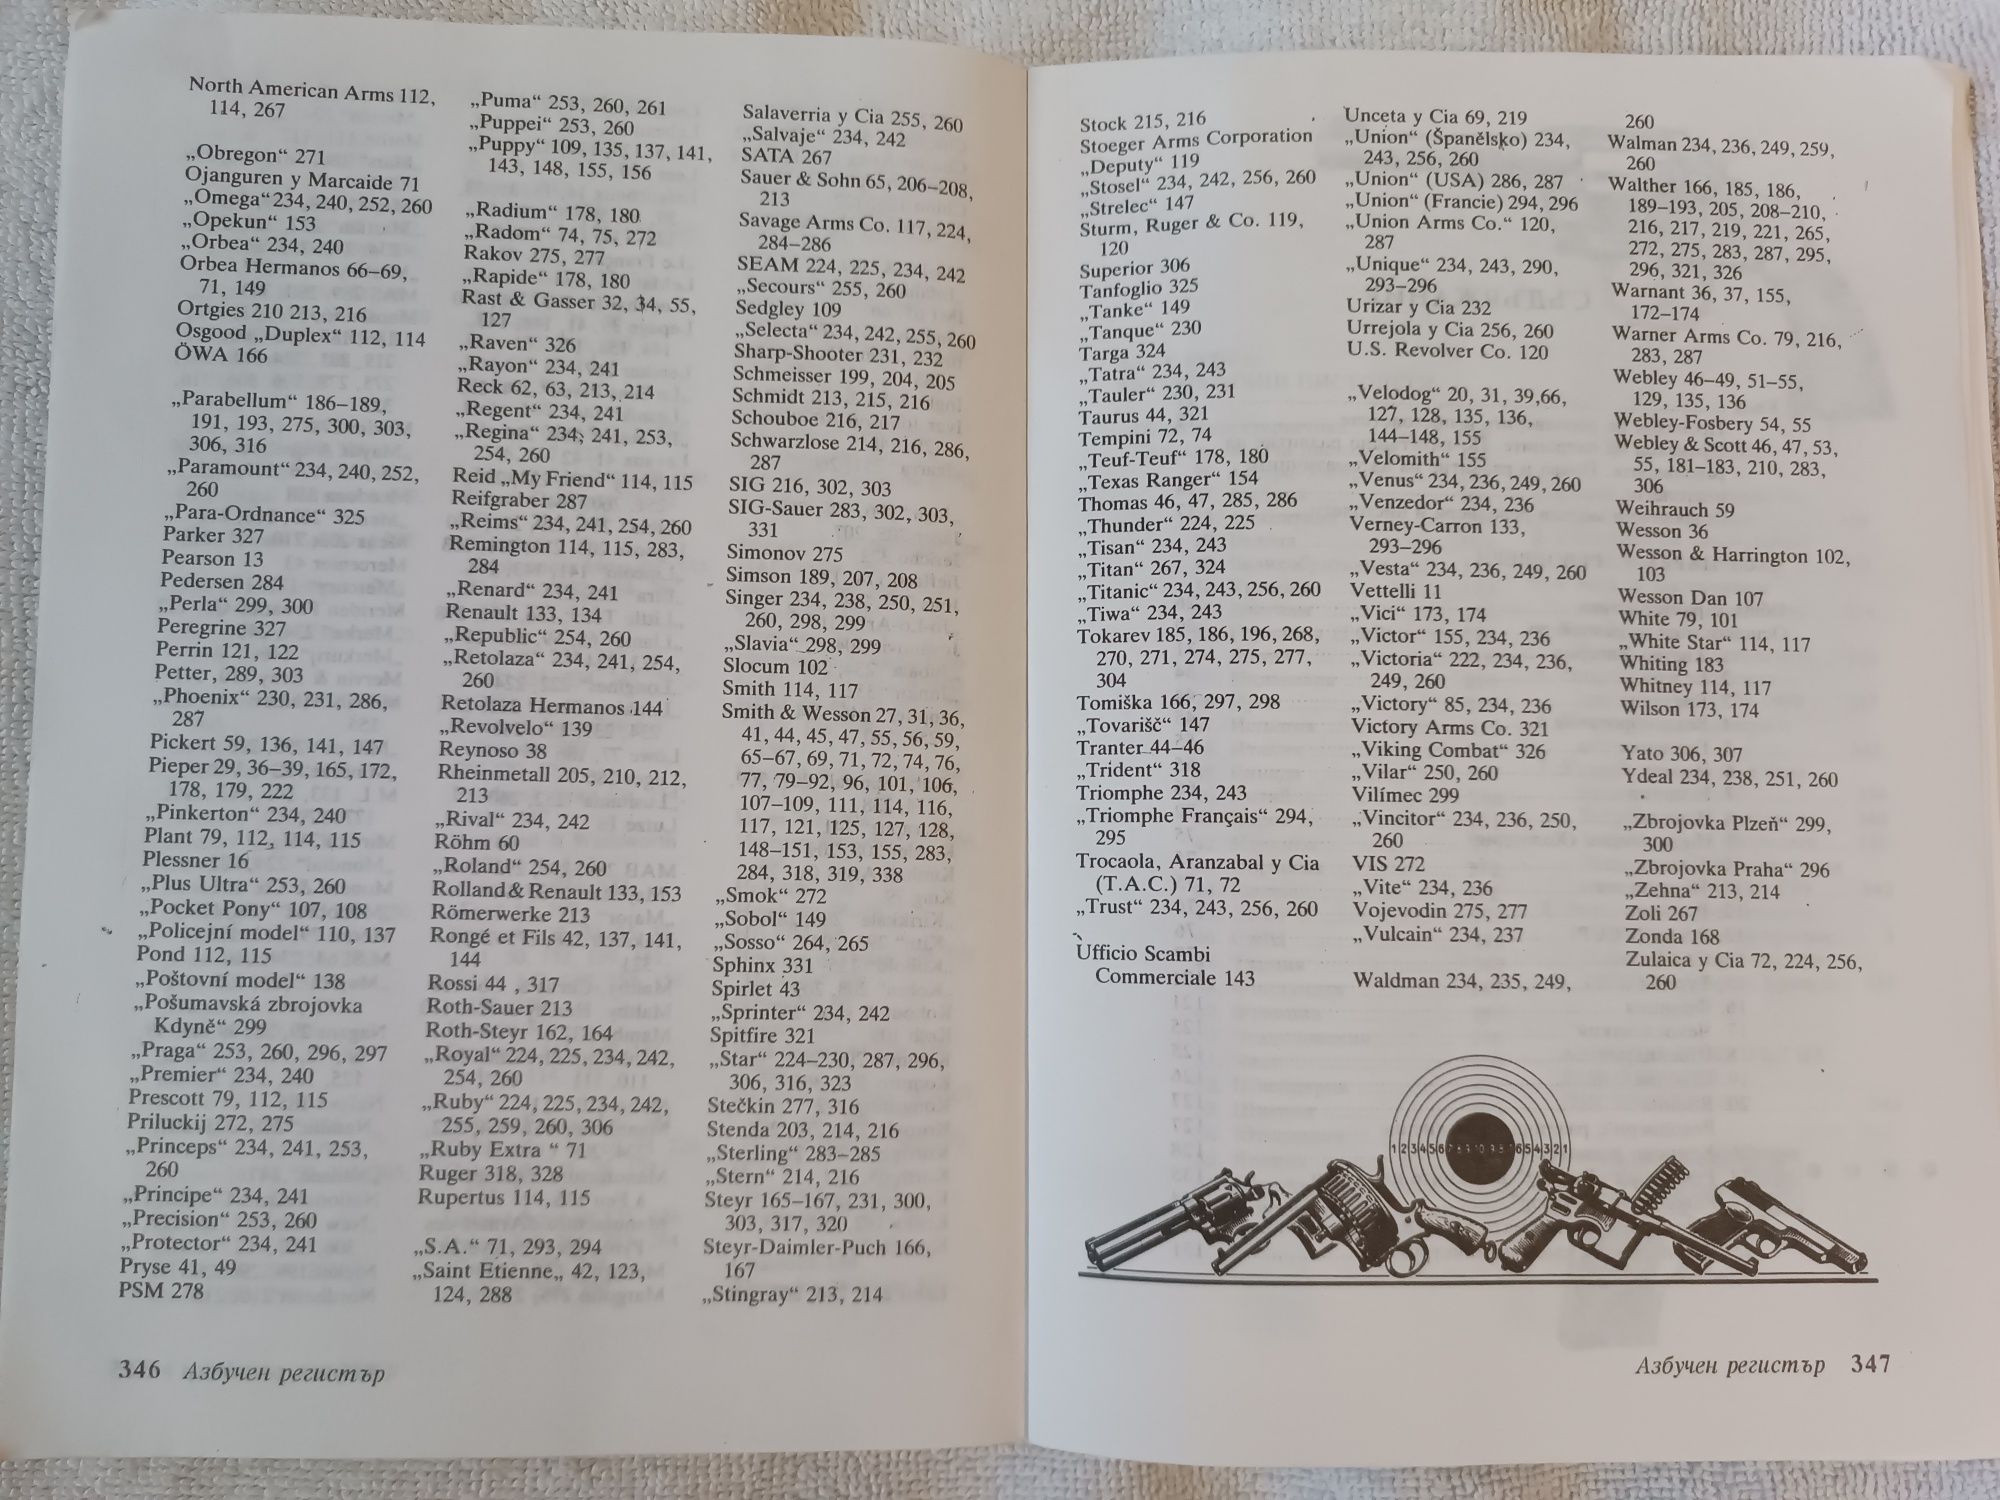 North American Arms 112,
114, 267
„Obregon“ 271
Ojanguren y Marcaide 71
„Omega“ 234, 240, 252, 260
„Opekun“ 153
„Orbea“ 234, 240
Orbea Hermanos 66–69,
71, 149
Ortgies 210 213, 216
Osgood „Duplex“ 112, 114
ÖWA 166
„Parabellum“ 186–189,
191, 193, 275, 300, 303,
306, 316
„Paramount“ 234, 240, 252,
260
„Para-Ordnance“ 325
Parker 327
Pearson 13
Pedersen 284
„Perla“ 299, 300
Peregrine 327
Perrin 121, 122
Petter, 289, 303
„Phoenix“ 230, 231, 286,
287
Pickert 59, 136, 141, 147
Pieper 29, 36–39, 165, 172,
178, 179, 222
„Pinkerton“ 234, 240
Plant 79, 112, 114, 115
Plessner 16
„Plus Ultra“ 253, 260
„Pocket Pony“ 107, 108
„Policejní model“ 110, 137
Pond 112, 115
„Poštovní model“ 138
„Pošumavská zbrojovka
Kdyně“ 299
„Praga“ 253, 260, 296, 297
„Premier“ 234, 240
Prescott 79, 112, 115
Priluckij 272, 275
„Princeps“ 234, 241, 253,
260
„Principe“ 234, 241
„Precision“ 253, 260
„Protector“ 234, 241
Pryse 41, 49
PSM 278
„Puma“ 253, 260, 261
„Puppei“ 253, 260
„Puppy“ 109, 135, 137, 141,
143, 148, 155, 156
„Radium“ 178, 180
„Radom“ 74, 75, 272
Rakov 275, 277
„Rapide“ 178, 180
Rast & Gasser 32, 34, 55,
127
„Raven“ 326
„Rayon“ 234, 241
Reck 62, 63, 213, 214
„Regent“ 234, 241
„Regina“ 234, 241, 253,
254, 260
Reid „My Friend“ 114, 115
Reifgraber 287
„Reims“ 234, 241, 254, 260
Remington 114, 115, 283,
284
„Renard“ 234, 241
Renault 133, 134
„Republic“ 254, 260
„Retolaza“ 234, 241, 254,
260
Retolaza Hermanos 144
„Revolvelo“ 139
Reynoso 38
Rheinmetall 205, 210, 212,
213
„Rival“ 234, 242
Röhm 60
„Roland“ 254, 260
Rolland & Renault 133, 153
Römerwerke 213
Rongé et Fils 42, 137, 141,
144
Rossi 44 , 317
Roth-Sauer 213
Roth-Steyr 162, 164
„Royal“ 224, 225, 234, 242,
254, 260
„Ruby“ 224, 225, 234, 242,
255, 259, 260, 306
„Ruby Extra “ 71
Ruger 318, 328
Rupertus 114, 115
„S.A.“ 71, 293, 294
„Saint Etienne„ 42, 123,
124, 288
Salaverria y Cia 255, 260
„Salvaje“ 234, 242
SATA 267
Sauer & Sohn 65, 206–208,
213
Savage Arms Co. 117, 224,
284–286
SEAM 224, 225, 234, 242
„Secours“ 255, 260
Sedgley 109
„Selecta“ 234, 242, 255, 260
Sharp-Shooter 231, 232
Schmeisser 199, 204, 205
Schmidt 213, 215, 216
Schouboe 216, 217
Schwarzlose 214, 216, 286,
287
SIG 216, 302, 303
SIG-Sauer 283, 302, 303,
331
Simonov 275
Simson 189, 207, 208
Singer 234, 238, 250, 251,
260, 298, 299
„Slavia“ 298, 299
Slocum 102
Smith 114, 117
Smith & Wesson 27, 31, 36,
41, 44, 45, 47, 55, 56, 59,
65–67, 69, 71, 72, 74, 76,
77, 79–92, 96, 101, 106,
107–109, 111, 114, 116,
117, 121, 125, 127, 128,
148–151, 153, 155, 283,
284, 318, 319, 338
„Smok“ 272
„Sobol“ 149
„Sosso“ 264, 265
Sphinx 331
Spirlet 43
„Sprinter“ 234, 242
Spitfire 321
„Star“ 224–230, 287, 296,
306, 316, 323
Stečkin 277, 316
Stenda 203, 214, 216
„Sterling“ 283–285
„Stern“ 214, 216
Steyr 165–167, 231, 300,
303, 317, 320
Steyr-Daimler-Puch 166,
167
„Stingray“ 213, 214
346 Азбучен регистър
Stock 215, 216
Stoeger Arms Corporation
„Deputy“ 119
„Stosel“ 234, 242, 256, 260
„Strelec“ 147
Sturm, Ruger & Co. 119,
120
Superior 306
Tanfoglio 325
„Tanke“ 149
„Tanque“ 230
Targa 324
„Tatra“ 234, 243
„Tauler“ 230, 231
Taurus 44, 321
Tempini 72, 74
„Teuf-Teuf“ 178, 180
„Texas Ranger“ 154
Thomas 46, 47, 285, 286
„Thunder“ 224, 225
„Tisan“ 234, 243
„Titan“ 267, 324
„Titanic“ 234, 243, 256, 260
„Tiwa“ 234, 243
Tokarev 185, 186, 196, 268,
270, 271, 274, 275, 277,
304
Tomiška 166, 297, 298
„Tovarišč“ 147
Tranter 44–46
„Trident“ 318
Triomphe 234, 243
„Triomphe Français“ 294,
295
Trocaola, Aranzabal y Cia
(T.A.C.) 71, 72
„Trust“ 234, 243, 256, 260
Ufficio Scambi
Commerciale 143
Unceta y Cia 69, 219
„Union“ (Španělsko) 234,
243, 256, 260
„Union“ (USA) 286, 287
„Union“ (Francie) 294, 296
„Union Arms Co.“ 120,
287
„Unique“ 234, 243, 290,
293–296
Urizar y Cia 232
Urrejola y Cia 256, 260
U.S. Revolver Co. 120
„Velodog“ 20, 31, 39,66,
127, 128, 135, 136,
144–148, 155
„Velomith“ 155
„Venus“ 234, 236, 249, 260
„Venzedor“ 234, 236
Verney-Carron 133,
293–296
„Vesta“ 234, 236, 249, 260
Vettelli 11
„Vici“ 173, 174
„Victor“ 155, 234, 236
„Victoria“ 222, 234, 236,
249, 260
„Victory“ 85, 234, 236
Victory Arms Co. 321
„Viking Combat“ 326
„Vilar“ 250, 260
Vilímec 299
„Vincitor“ 234, 236, 250,
260
VIS 272
„Vite“ 234, 236
Vojevodin 275, 277
„Vulcain“ 234, 237
Waldman 234, 235, 249,
260
Walman 234, 236, 249, 259,
260
Walther 166, 185, 186,
189–193, 205, 208–210,
216, 217, 219, 221, 265,
272, 275, 283, 287, 295,
296, 321, 326
Warnant 36, 37, 155,
172–174
Warner Arms Co. 79, 216,
283, 287
Webley 46–49, 51–55,
129, 135, 136
Webley-Fosbery 54, 55
Webley & Scott 46, 47, 53,
55, 181–183, 210, 283,
306
Weihrauch 59
Wesson 36
Wesson & Harrington 102,
103
Wesson Dan 107
White 79, 101
„White Star“ 114, 117
Whiting 183
Whitney 114, 117
Wilson 173, 174
Yato 306, 307
Ydeal 234, 238, 251, 260
„Zbrojovka Plzeň“ 299,
300
„Zbrojovka Praha“ 296
„Zehna“ 213, 214
Zoli 267
Zonda 168
Zulaica y Cia 72, 224, 256,
260
Азбучен регистър 347